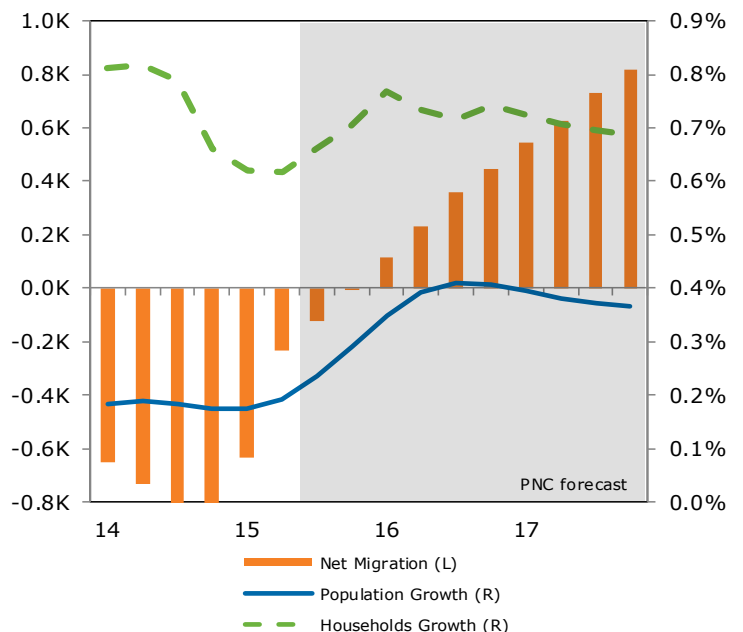 1.0K 0.9%
0.8K 0.8%
0.6K 0.7%
0.4K 0.6%
0.2K 0.5%
0.0K 0.4%
-0.2K 0.3%
-0.4K 0.2%
-0.6K 0.1%
PNC forecast
-0.8K 0.0%
14 15 16 17
Net Migration (L)
Population Growth (R)
Households Growth (R)